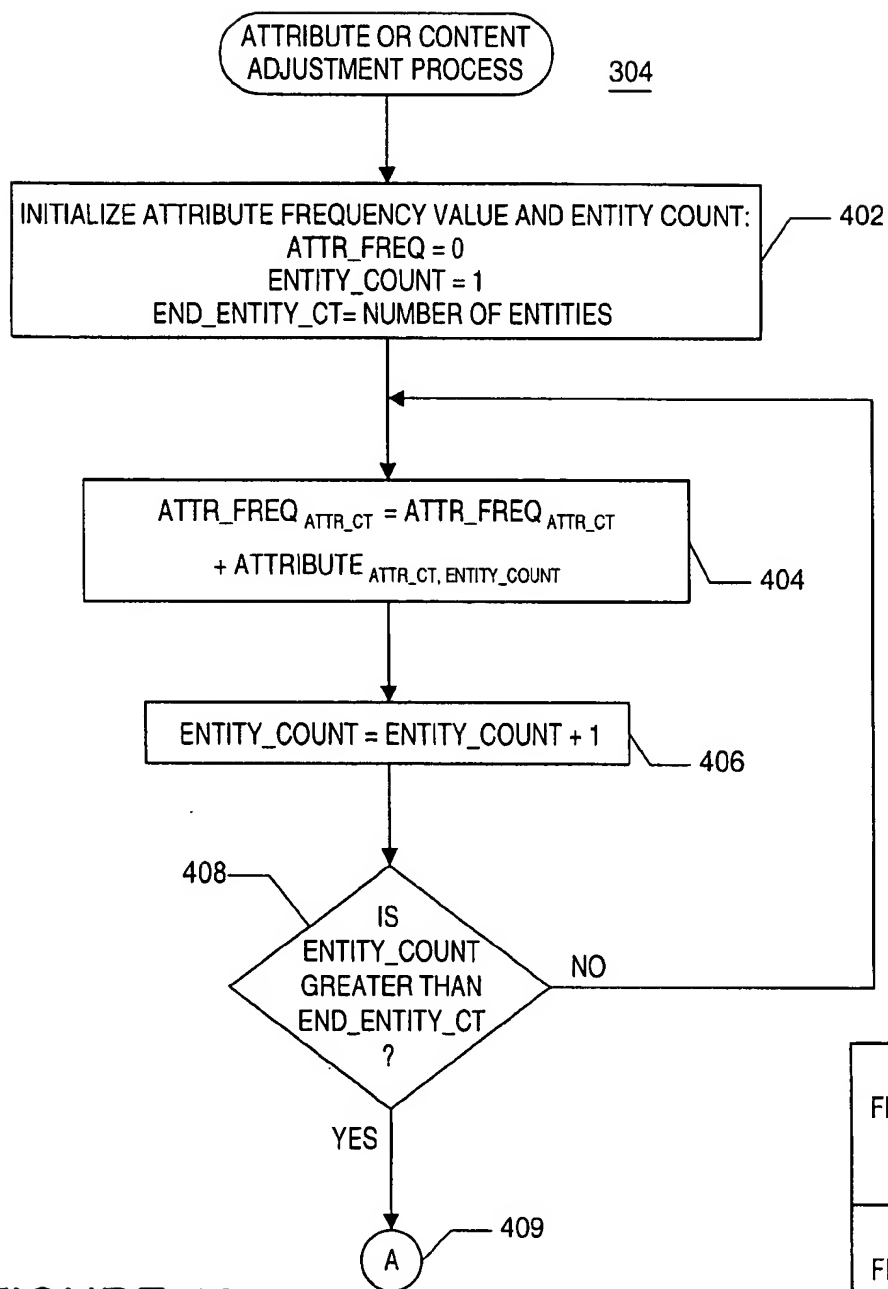 ATTRIBUTE OR CONTENT
ADJUSTMENT PROCESS
304
INITIALIZE ATTRIBUTE FREQUENCY VALUE AND ENTITY COUNT:
ATTR_FREQ = 0
ENTITY_COUNT = 1
END_ENTITY_CT= NUMBER OF ENTITIES
402
ATTR_FREQ ATTR_CT = ATTR_FREQ ATTR_CT
+ ATTRIBUTE ATTR_CT, ENTITY_COUNT
404
ENTITY_COUNT = ENTITY_COUNT + 1
406
408
IS
ENTITY_COUNT
GREATER THAN
END_ENTITY_CT
?
NO
YES
A
409